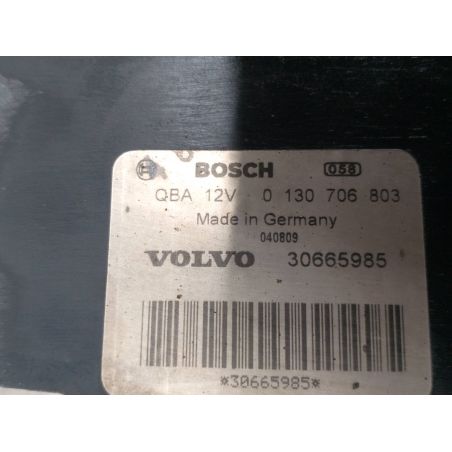 BOSCH 058
QBA 12V 0 130 706 803
Made in Germany
040809
VOLVO 30665985
*30665985*